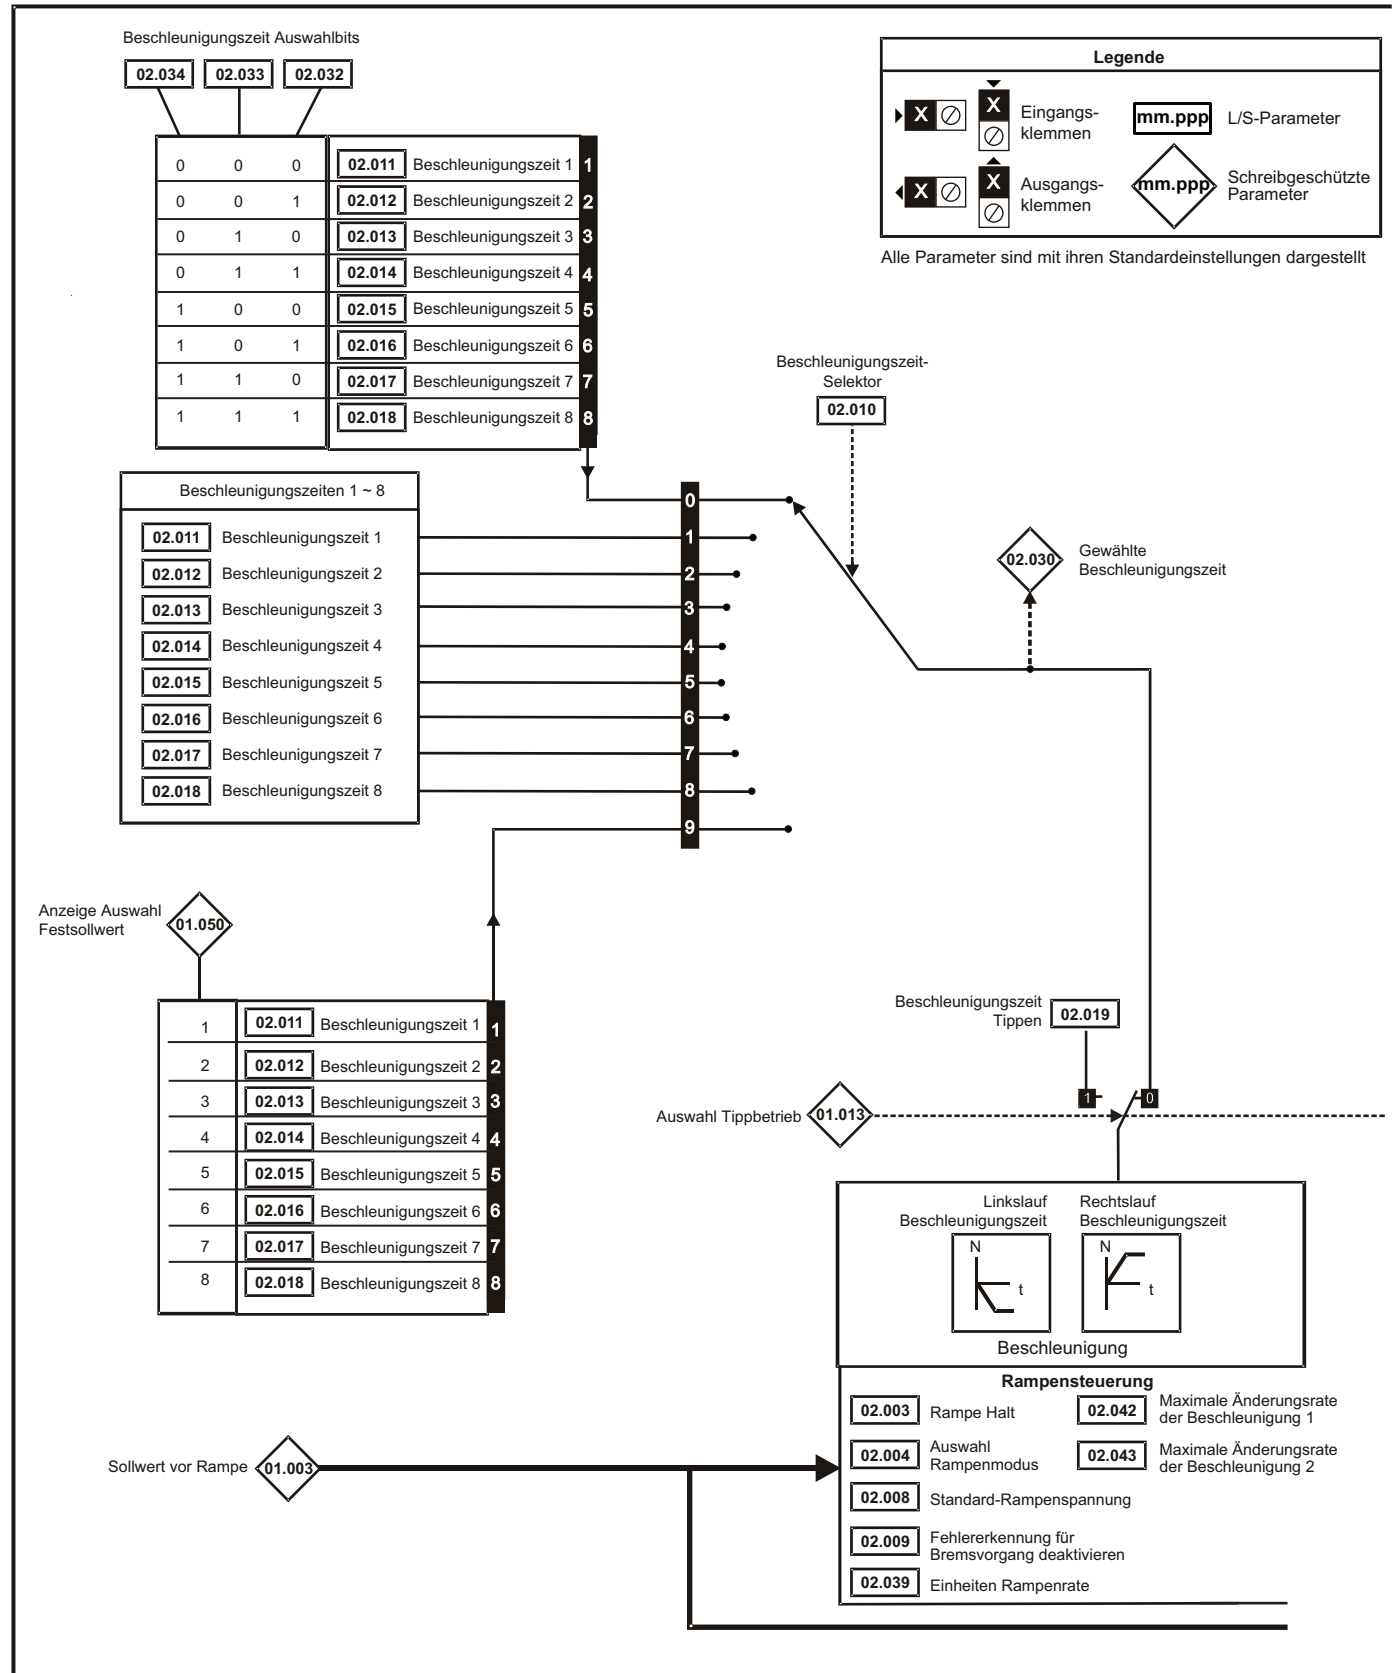 Beschleunigungszeit Auswahlbits
02.034 02.033 02.032
0 0 0 02.011 Beschleunigungszeit 1 1
0 0 1 02.012 Beschleunigungszeit 2 2
0 1 0 02.013 Beschleunigungszeit 3 3
0 1 1 02.014 Beschleunigungszeit 4 4
1 0 0 02.015 Beschleunigungszeit 5 5
1 0 1 02.016 Beschleunigungszeit 6 6
1 1 0 02.017 Beschleunigungszeit 7 7
1 1 1 02.018 Beschleunigungszeit 8 8
Legende
X X Eingangs-
klemmen
mm.ppp L/S-Parameter
X X Ausgangs-
klemmen
mm.ppp Schreibgeschützte
Parameter
Alle Parameter sind mit ihren Standardeinstellungen dargestellt
Beschleunigungszeit-
Selektor
02.010
Beschleunigungszeiten 1 ~ 8
0
02.011 Beschleunigungszeit 1 1
02.012 Beschleunigungszeit 2 2
02.013 Beschleunigungszeit 3 3
02.014 Beschleunigungszeit 4 4
02.015 Beschleunigungszeit 5 5
02.016 Beschleunigungszeit 6 6
02.017 Beschleunigungszeit 7 7
02.018 Beschleunigungszeit 8 8
9
02.030 Gewählte
Beschleunigungszeit
Anzeige Auswahl
Festsollwert
01.050
1 02.011 Beschleunigungszeit 1 1
2 02.012 Beschleunigungszeit 2 2
3 02.013 Beschleunigungszeit 3 3
4 02.014 Beschleunigungszeit 4 4
5 02.015 Beschleunigungszeit 5 5
6 02.016 Beschleunigungszeit 6 6
7 02.017 Beschleunigungszeit 7 7
8 02.018 Beschleunigungszeit 8 8
Beschleunigungszeit
Tippen
02.019
1 0
Auswahl Tippbetrieb 01.013
Linkslauf
Beschleunigungszeit
N
t
Rechtslauf
Beschleunigungszeit
N
t
Beschleunigung
Rampensteuerung
Sollwert vor Rampe 01.003
02.003 Rampe Halt
02.004 Auswahl
Rampenmodus
02.008 Standard-Rampenspannung
02.009 Fehlererkennung für
Bremsvorgang deaktivieren
02.039 Einheiten Rampenrate
02.042 Maximale Änderungsrate
der Beschleunigung 1
02.043 Maximale Änderungsrate
der Beschleunigung 2